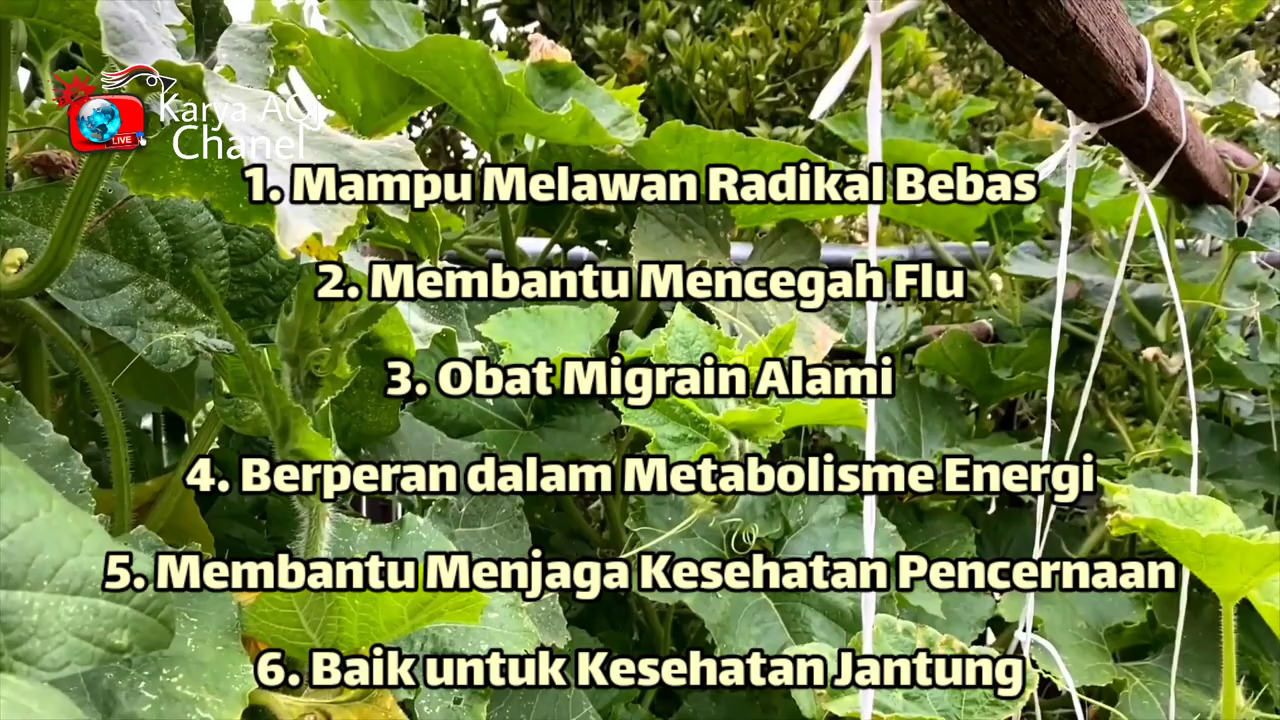 Karya AQj
Chanel
LIVE
1. Mampu Melawan Radikal Bebas
2. Membantu Mencegah Flu
3. Obat Migrain Alami
4. Berperan dalam Metabolisme Energi
5. Membantu Menjaga Kesehatan Pencernaan
6. Baik untuk Kesehatan Jantung